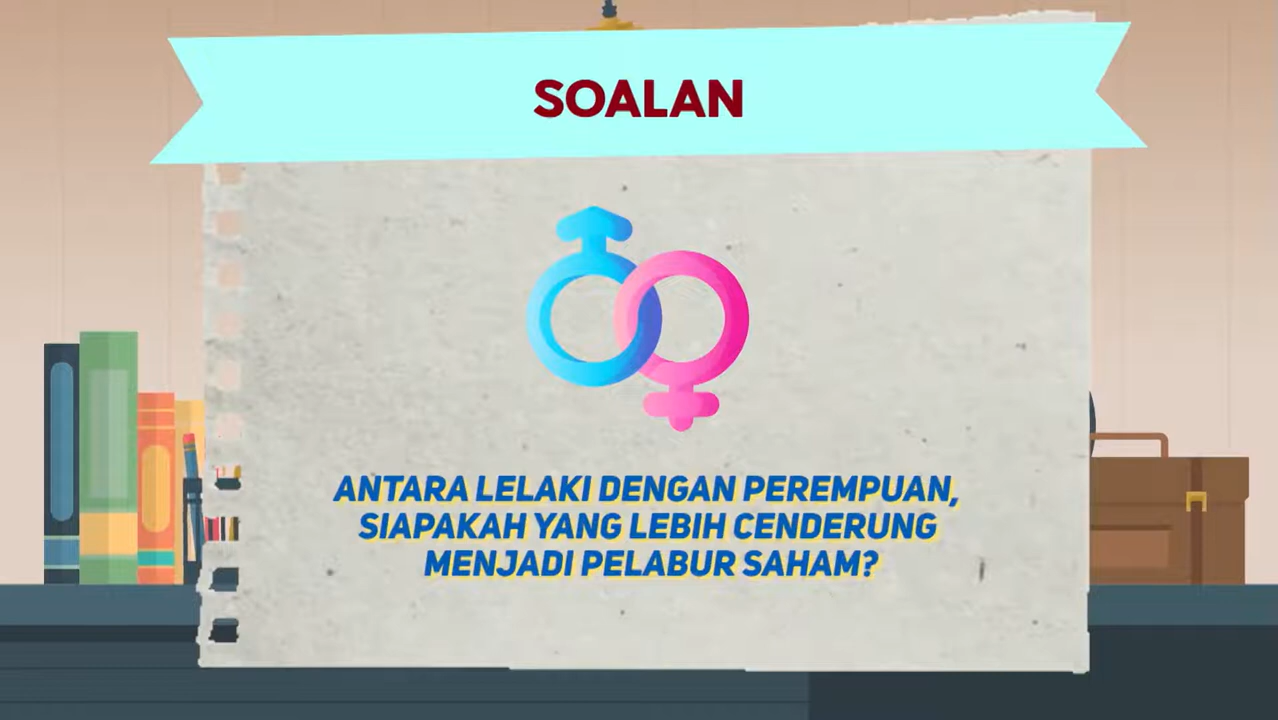 SOALAN
ANTARA LELAKI DENGAN PEREMPUAN,
SIAPAKAH YANG LEBIH CENDERUNG
MENJADI PELABUR SAHAM?